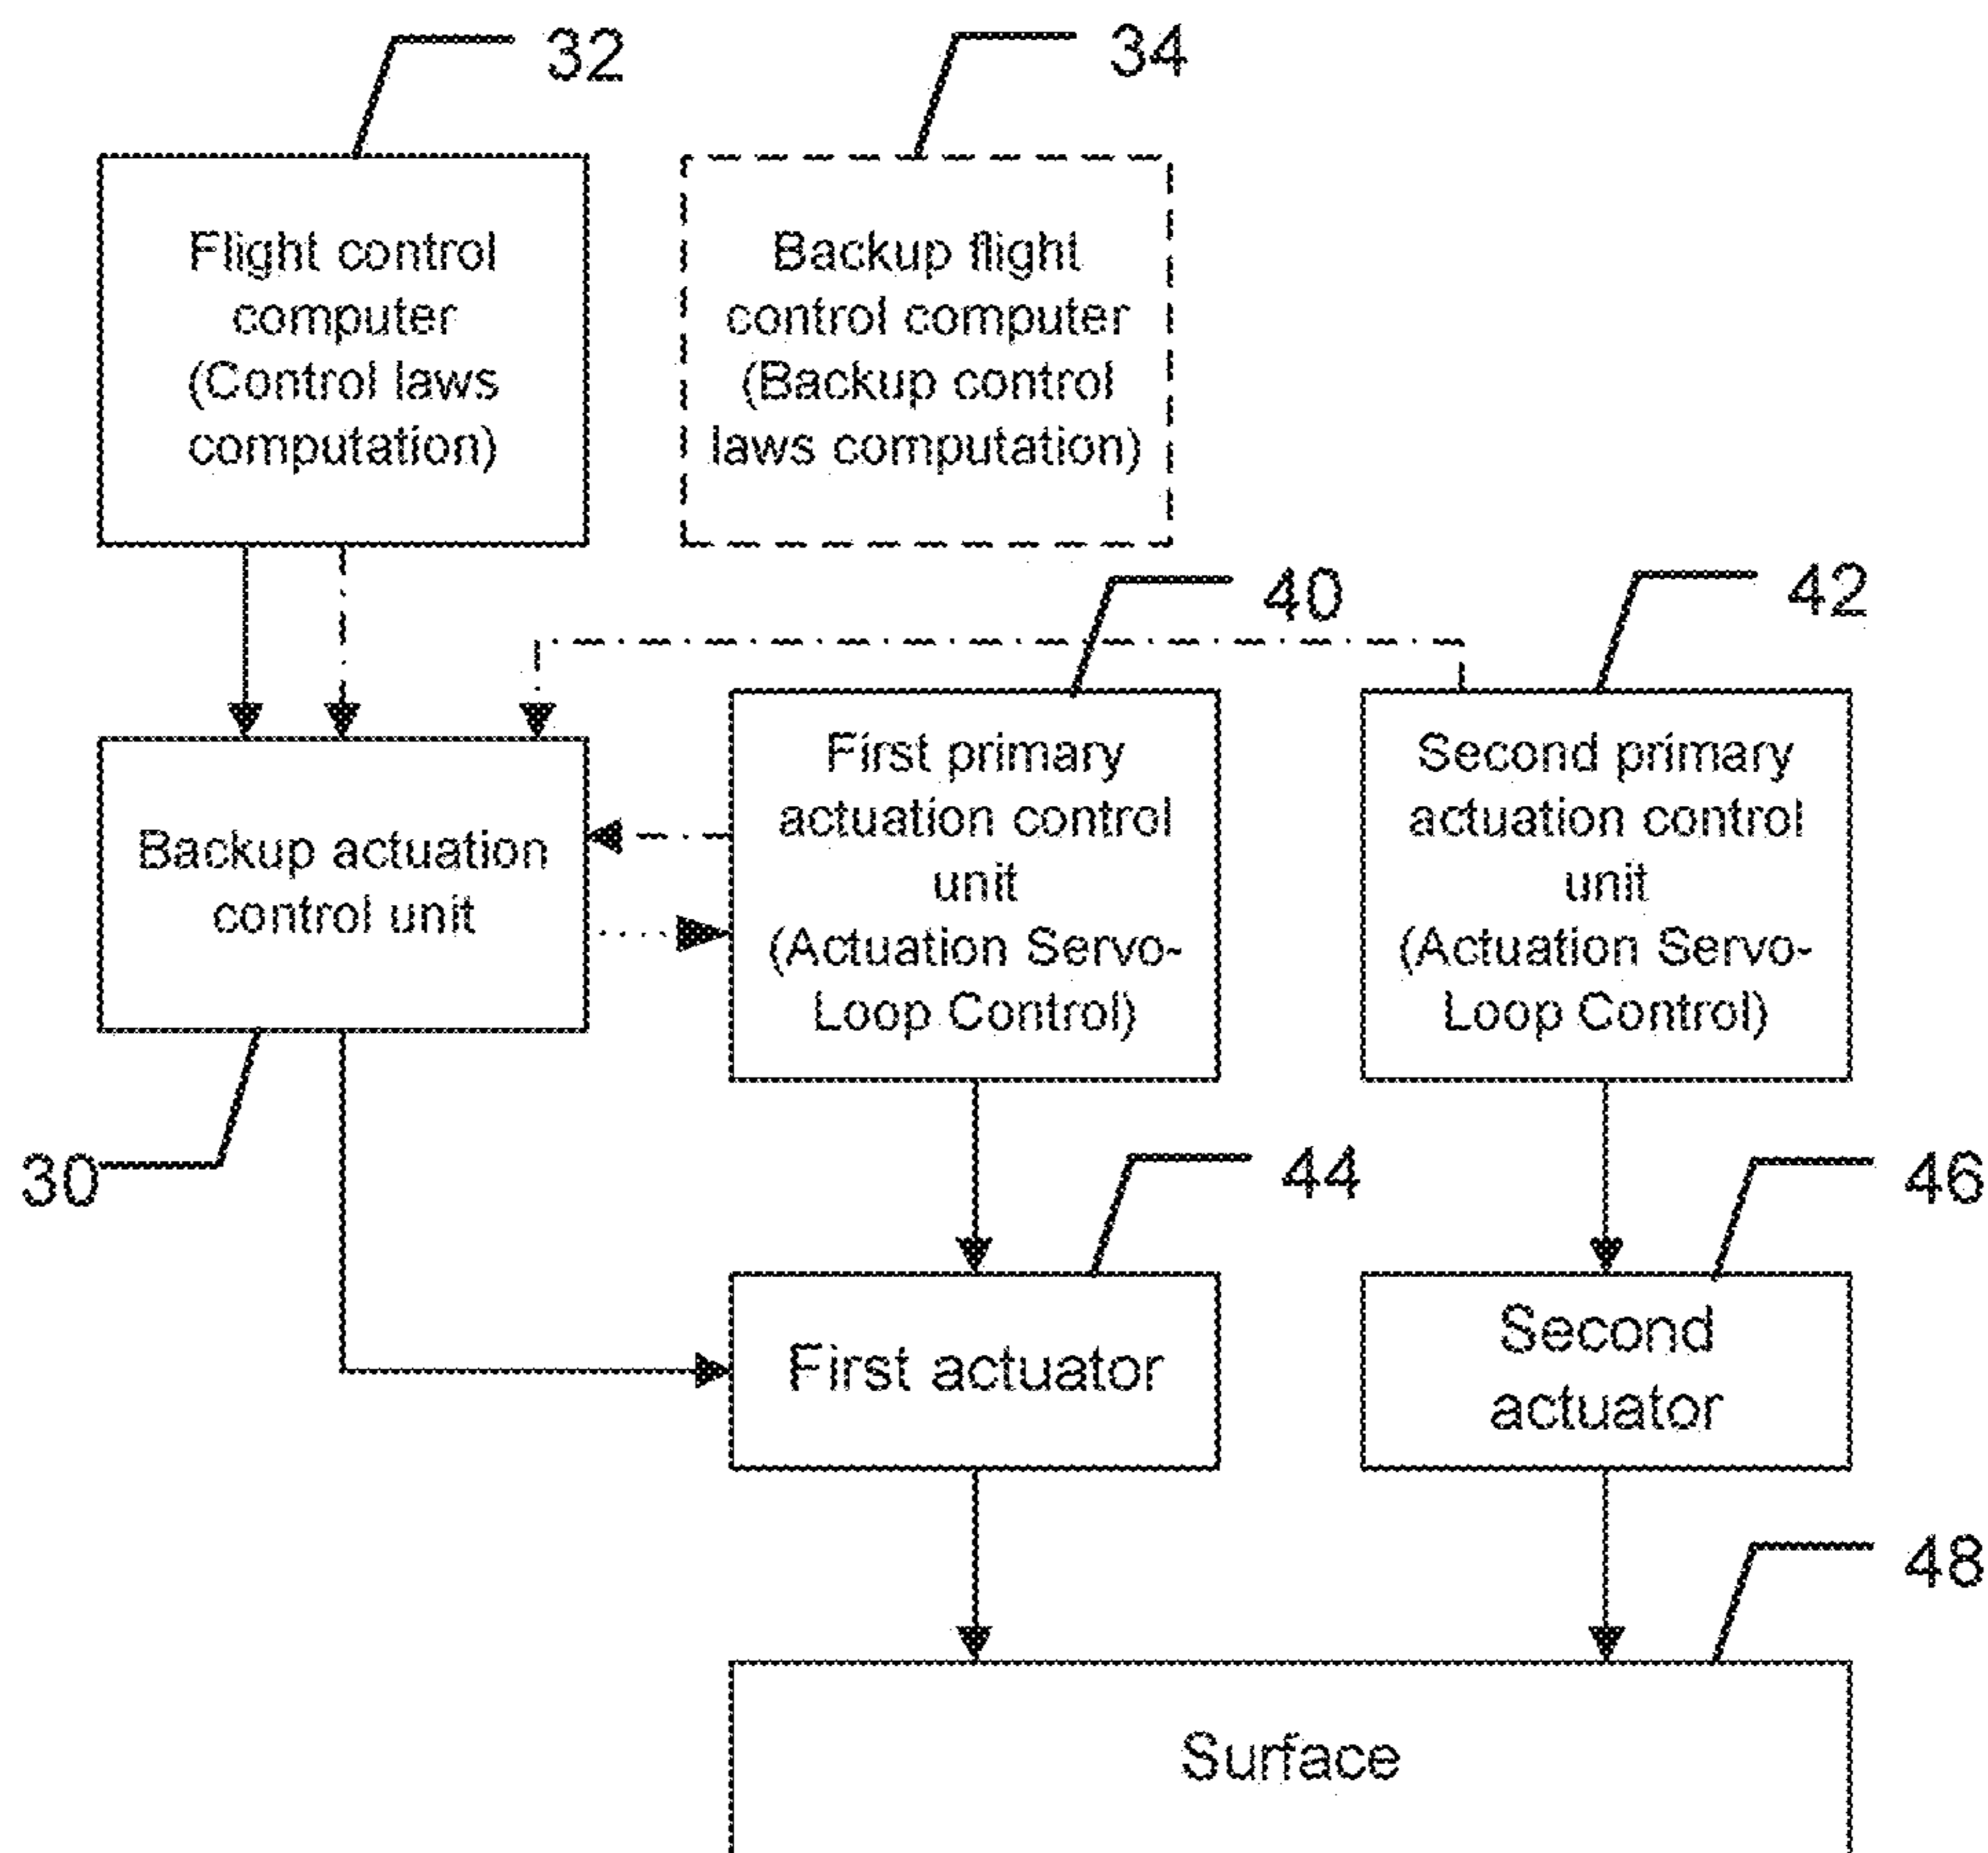 32
34
Flight control
computer
(Control laws
computation)
Backup flight
control computer
(Backup control
laws computation)
40
42
Backup actuation
control unit
First primary
actuation control
unit
(Actuation Servo-
Loop Control)
Second primary
actuation control
unit
(Actuation Servo-
Loop Control)
30
44
46
First actuator
Second
actuator
48
Surface